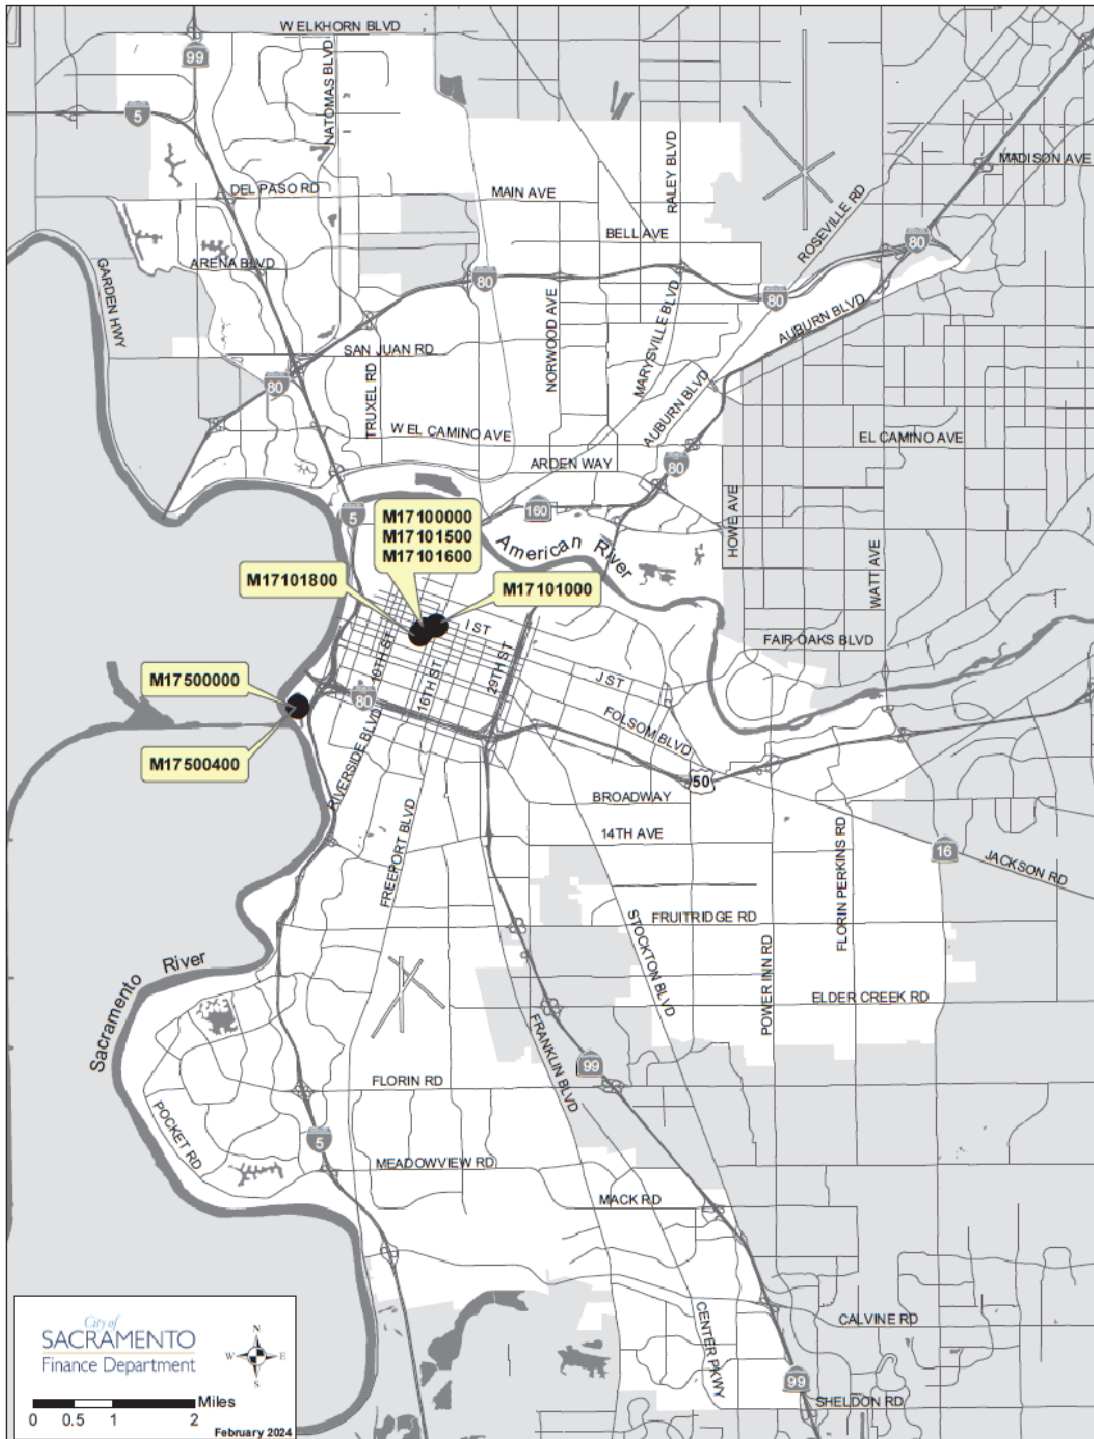 W ELKHORN BLVD
99
NATOMAS BLVD
5
RALEY BLVD
MADISON AVE
DEL PASO RD
MAIN AVE
ROSEVILLE RD
BELL AVE
80
ARENA BLVD
GARDEN HWY
80
80
NORWOOD AVE
MARYSVILLE BLVD
AUBURN BLVD
SAN JUAN RD
80
TRUXEL RD
AUBURN BLVD
W EL CAMINO AVE
EL CAMINO AVE
ARDEN WAY
80
HOWE AVE
5
160
M17100000
M17101500
M17101600
American River
WATT AVE
M17101800
M17101000
I ST
FAIR OAKS BLVD
10TH ST
16TH ST
29TH ST
J ST
M17500000
80
FOLSOM BLVD
RIVERSIDE BLVD
M17500400
50
BROADWAY
FREEPORT BLVD
14TH AVE
FLORIN PERKINS RD
16
JACKSON RD
STOCKTON BLVD
FRUITRIDGE RD
POWER INN RD
Sacramento River
ELDER CREEK RD
FRANKLIN BLVD
99
FLORIN RD
POCKET RD
5
MEADOWVIEW RD
MACK RD
CENTER PKWY
CALVINE RD
99
SHELDON RD
City of
SACRAMENTO
Finance Department
N
W E
S
Miles
0 0.5 1 2
February 2024